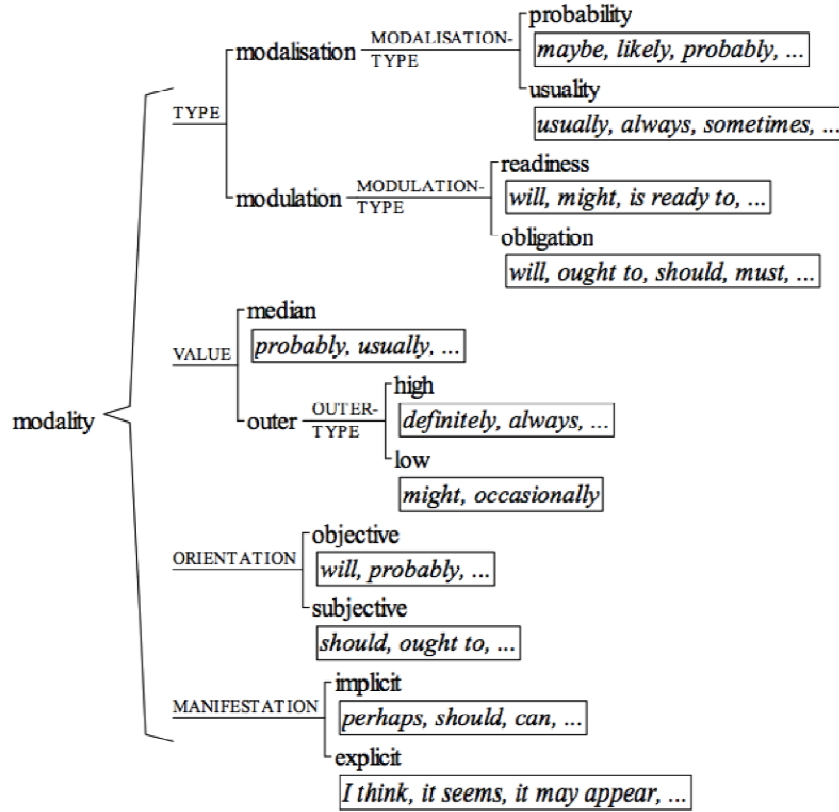 probability
modalisation MODALISATION-
TYPE
maybe, likely, probably, ...
usuality
TYPE
usually, always, sometimes, ...
readiness
modulation MODULATION-
TYPE
will, might, is ready to, ...
obligation
will, ought to, should, must, ...
median
VALUE
probably, usually, ...
high
modality
outer OUTER-
TYPE
definitely, always, ...
low
might, occasionally
objective
ORIENTATION
will, probably, ...
subjective
should, ought to, ...
implicit
MANIFESTATION
perhaps, should, can, ...
explicit
I think, it seems, it may appear, ...